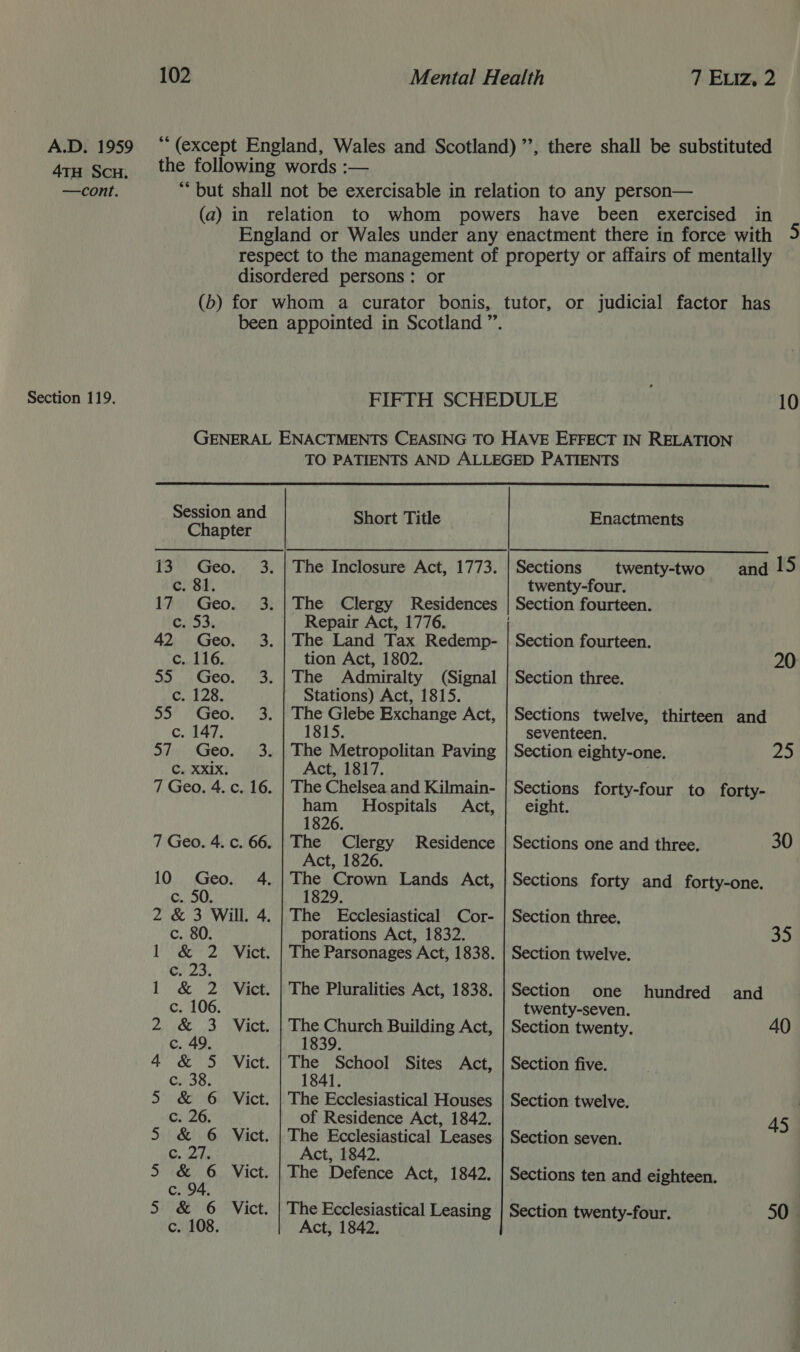 102 Mental Health 7 ELIZ. 2
A.D. 1959
4TH SCH.
—cont.
“(except England, Wales and Scotland)”, there shall be substituted
the following words :—
“but shall not be exercisable in relation to any person—
(a) in relation to whom powers have been exercised in
England or Wales under any enactment there in force with 5
respect to the management of property or affairs of mentally
disordered persons: or
(b) for whom a curator bonis, tutor, or judicial factor has
been appointed in Scotland”.
Section 119. FIFTH SCHEDULE 10
GENERAL ENACTMENTS CEASING TO HAVE EFFECT IN RELATION
TO PATIENTS AND ALLEGED PATIENTS
Session and Chapter | Short Title | Enactments
13 Geo. 3. | The Inclosure Act, 1773. | Sections twenty-two and 15
c. 81. | | twenty-four.
17 Geo. 3. | The Clergy Residences | Section fourteen.
c. 53. | Repair Act, 1776.
42 Geo. 3. | The Land Tax Redemp- | Section fourteen.
c. 116. | tion Act, 1802. | 20
55 Geo. 3. | The Admiralty (Signal | Section three.
c. 128. | Stations) Act, 1815.
55 Geo. 3. | The Glebe Exchange Act, | Sections twelve, thirteen and
c. 147. | 1815. | seventeen.
57 Geo. 3. | The Metropolitan Paving | Section eighty-one. 25
c. xxix. | Act, 1817.
7 Geo. 4. c. 16. | The Chelsea and Kilmain- | Sections forty-four to forty-
ham Hospitals Act, | eight.
1826.
7 Geo. 4. c. 66. | The Clergy Residence | Sections one and three. 30
Act, 1826.
10 Geo. 4. | The Crown Lands Act, | Sections forty and forty-one.
c. 50. | 1829.
2 & 3 Will. 4. | The Ecclesiastical Cor- | Section three.
c. 80. | porations Act, 1832. | 35
1 & 2 Vict. | The Parsonages Act, 1838. | Section twelve.
c. 23.
1 & 2 Vict. | The Pluralities Act, 1838. | Section one hundred and
c. 106. | | twenty-seven.
2 & 3 Vict. | The Church Building Act, | Section twenty. 40
c. 49. | 1839.
4 & 5 Vict. | The School Sites Act, | Section five.
c. 38. | 1841.
5 & 6 Vict. | The Ecclesiastical Houses | Section twelve.
c. 26. | of Residence Act, 1842. | 45
5 & 6 Vict. | The Ecclesiastical Leases | Section seven.
c. 27. | Act, 1842.
5 & 6 Vict. | The Defence Act, 1842. | Sections ten and eighteen.
c. 94.
5 & 6 Vict. | The Ecclesiastical Leasing | Section twenty-four. 50
c. 108. | Act, 1842.